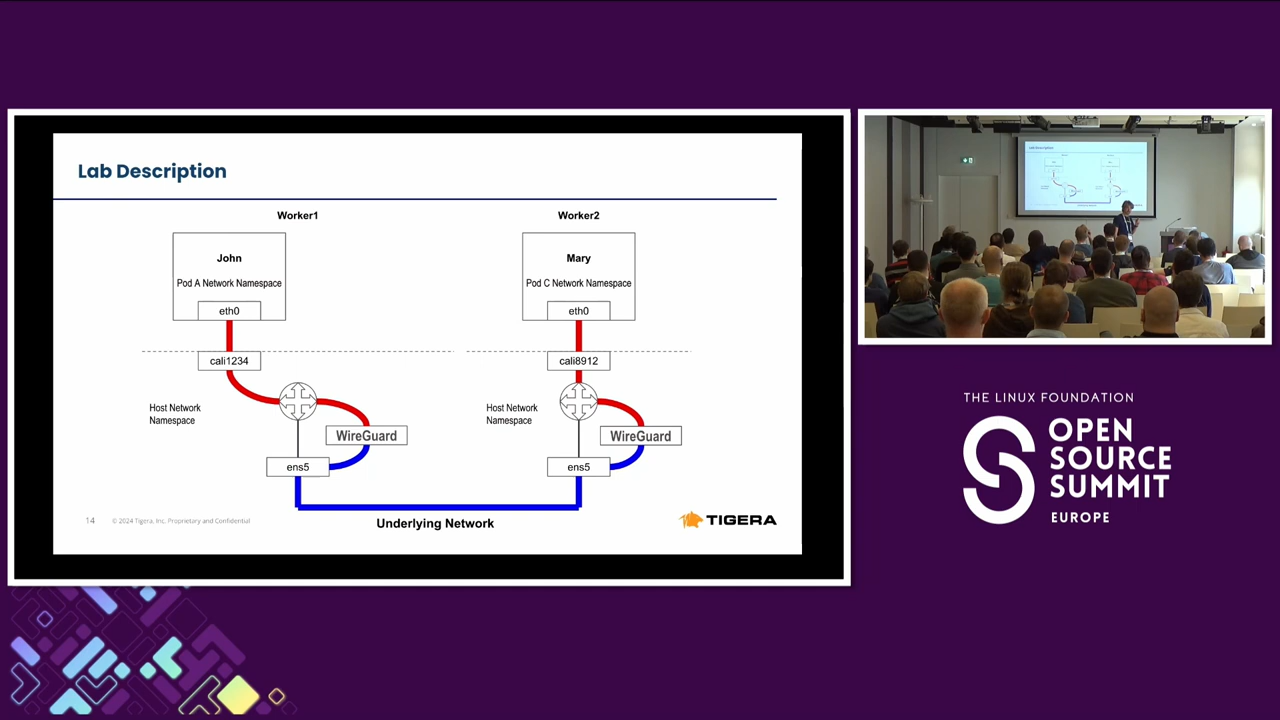 Lab Description
Worker1
Worker2
John
Pod A Network Namespace
eth0
Mary
Pod C Network Namespace
eth0
cali1234
cali8912
Host Network
Namespace
WireGuard
ens5
Host Network
Namespace
WireGuard
ens5
Underlying Network
14
© 2024 Tigera, Inc. Proprietary and Confidential
TIGERA
THE LINUX FOUNDATION
OPEN
SOURCE
SUMMIT
EUROPE